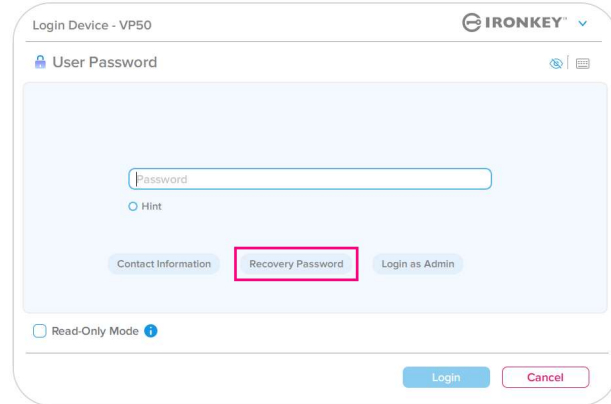 Login Device - VP50
IRONKEY™
User Password
Password
Hint
Contact Information Recovery Password Login as Admin
Read-Only Mode
Login Cancel